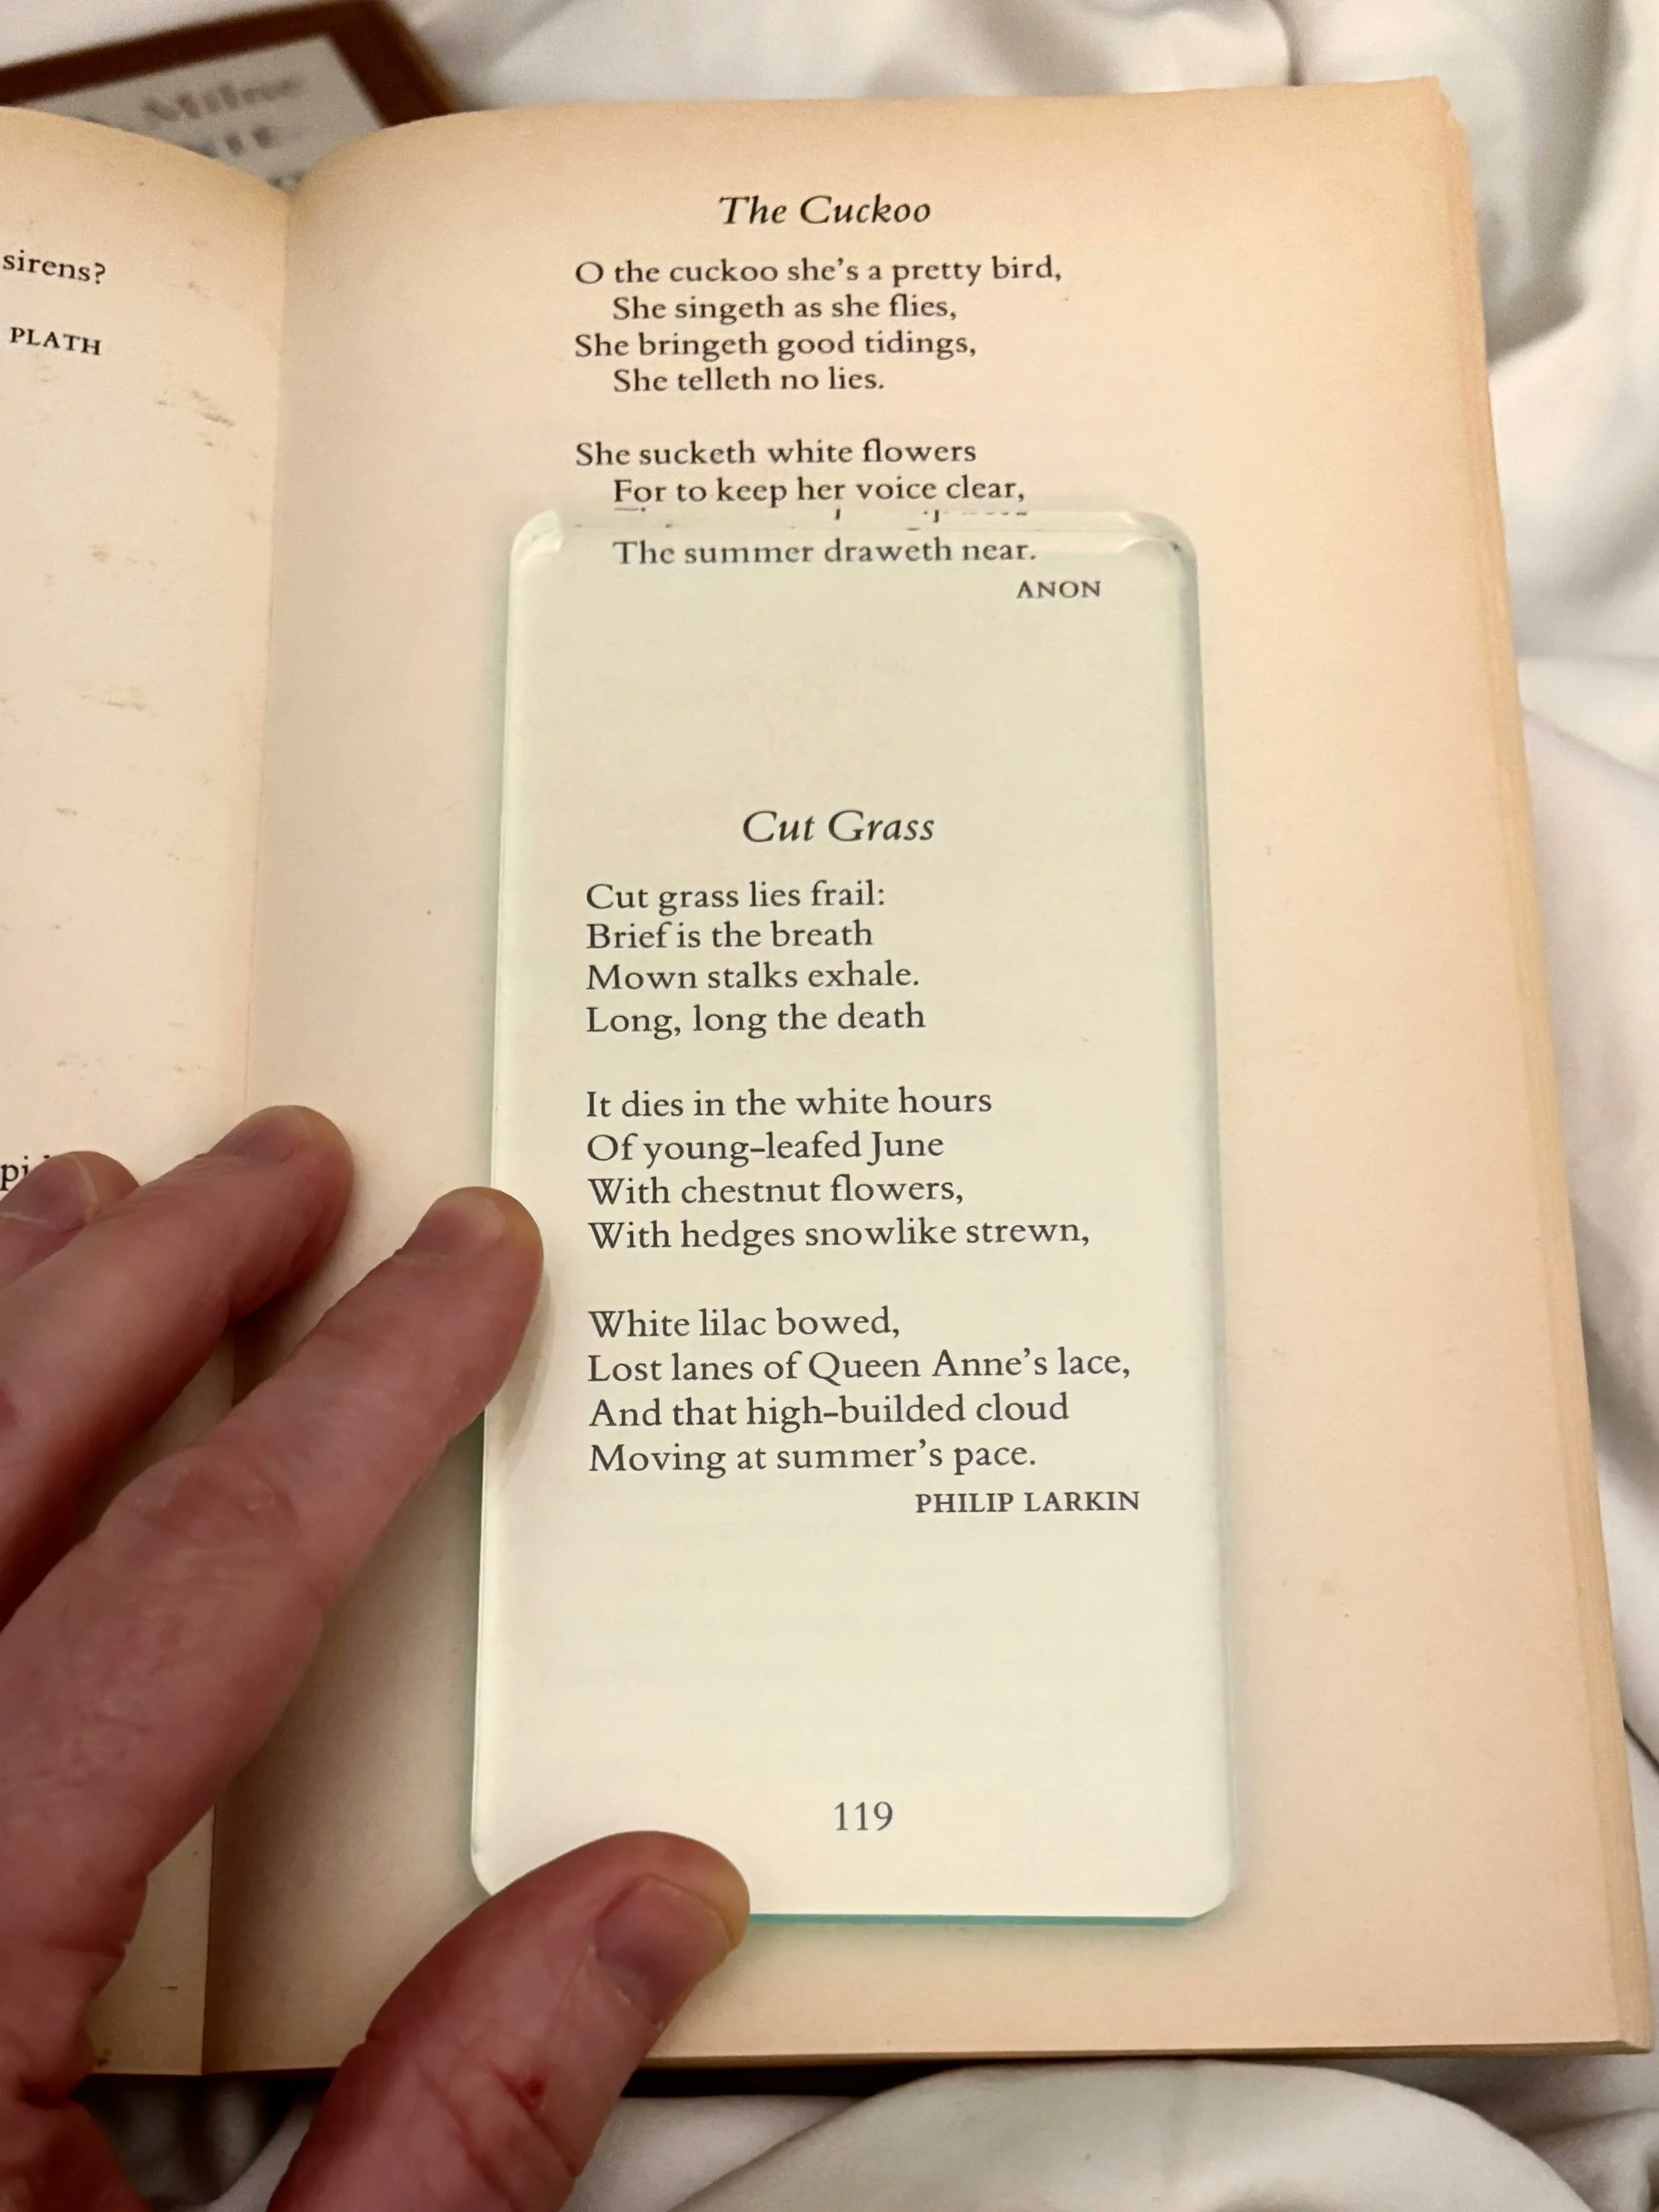 Milne
sirens?
PLATH
The Cuckoo
O the cuckoo she's a pretty bird,
She singeth as she flies,
She bringeth good tidings,
She telleth no lies.
She sucketh white flowers
For to keep her voice clear,
The summer draweth near.
ANON
Cut Grass
Cut grass lies frail:
Brief is the breath
Mown stalks exhale.
Long, long the death
It dies in the white hours
Of young-leafed June
With chestnut flowers,
With hedges snowlike strewn,
White lilac bowed,
Lost lanes of Queen Anne's lace,
And that high-builded cloud
Moving at summer's pace.
PHILIP LARKIN
119